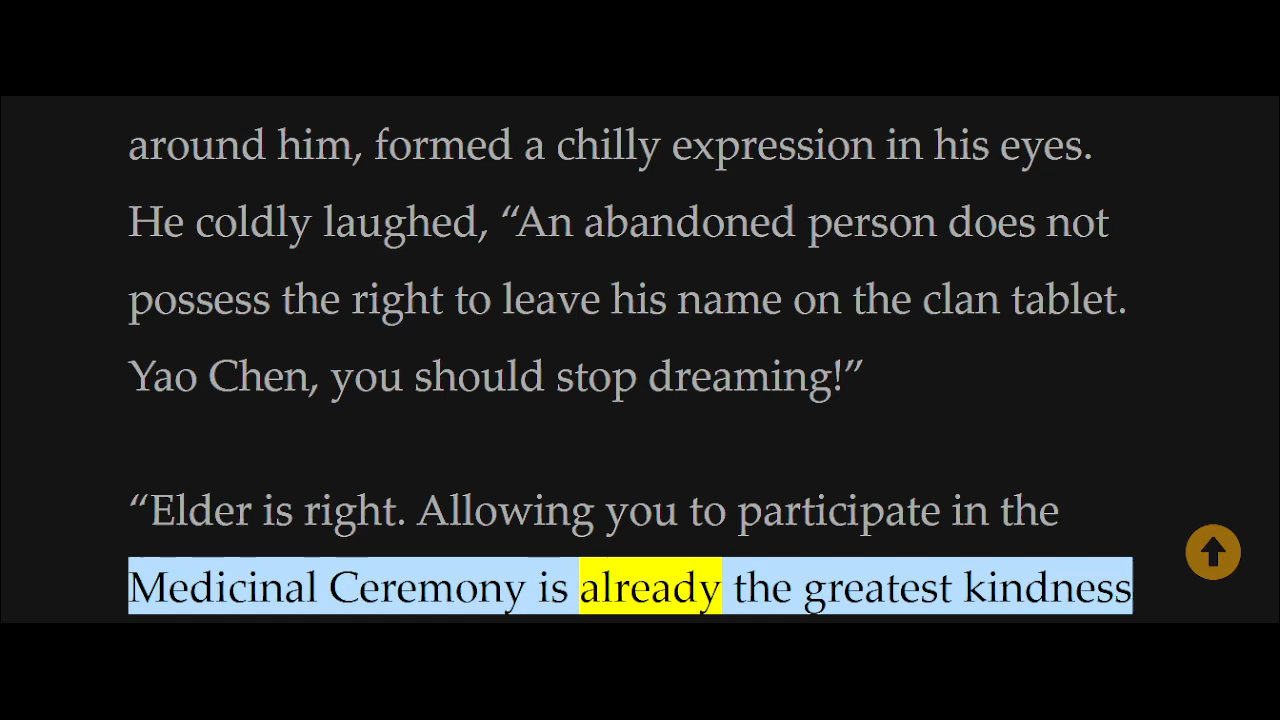 around him, formed a chilly expression in his eyes.
He coldly laughed, “An abandoned person does not
possess the right to leave his name on the clan tablet.
Yao Chen, you should stop dreaming!”
“Elder is right. Allowing you to participate in the
Medicinal Ceremony is already the greatest kindness